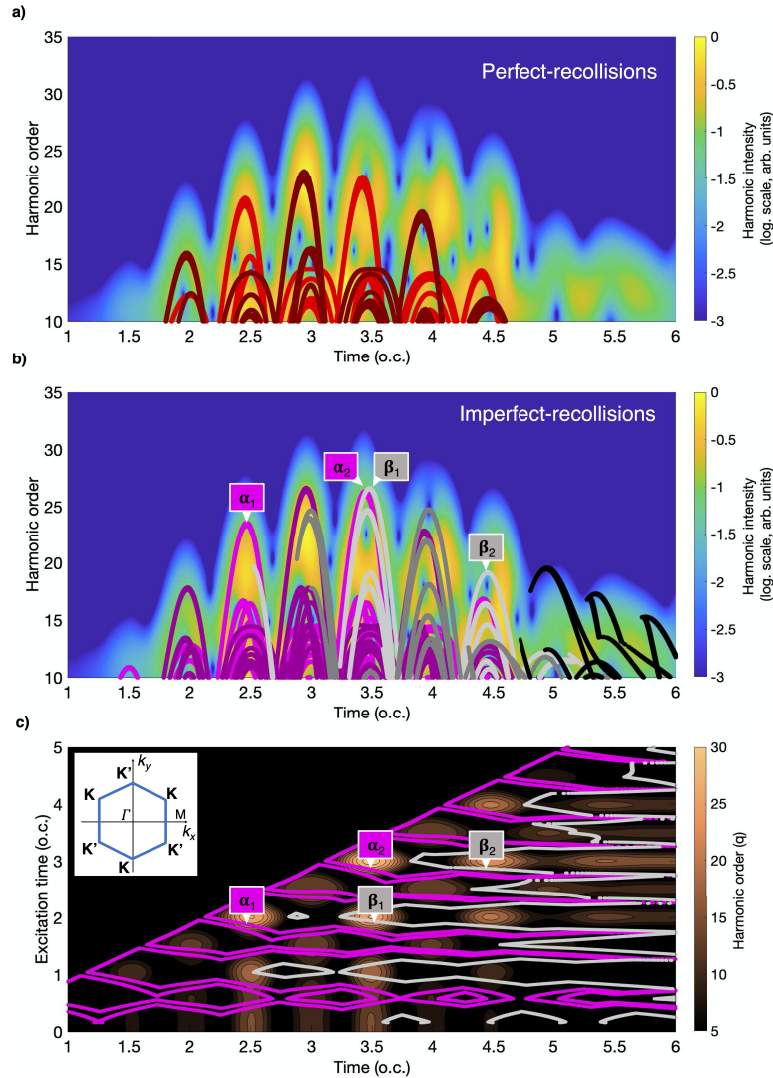 a)
35
30
25
20
15
10
Harmonic order
Perfect-recollisions
1 1.5 2 2.5 3 3.5 4 4.5 5 5.5 6
Time (o.c.)
0
-0.5
-1
-1.5
-2
-2.5
-3
Harmonic intensity
(log. scale, arb. units)
b)
35
30
25
20
15
10
Harmonic order
Imperfect-recollisions
α1
α2
β1
β2
1 1.5 2 2.5 3 3.5 4 4.5 5 5.5 6
Time (o.c.)
0
-0.5
-1
-1.5
-2
-2.5
-3
Harmonic intensity
(log. scale, arb. units)
c)
5
4
3
2
1
0
Excitation time (o.c.)
K' ky
K K
Γ M
kx
K' K'
K
α1
α2
β1
β2
1 1.5 2 2.5 3 3.5 4 4.5 5 5.5 6
Time (o.c.)
30
25
20
15
10
5
Harmonic order (q)